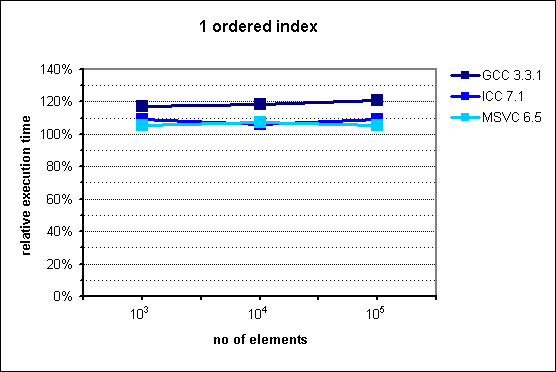 1 ordered index
140%
120%
100%
80%
60%
40%
20%
0%
relative execution time
10³
10⁴
10⁵
no of elements
GCC 3.3.1
ICC 7.1
MSVC 6.5